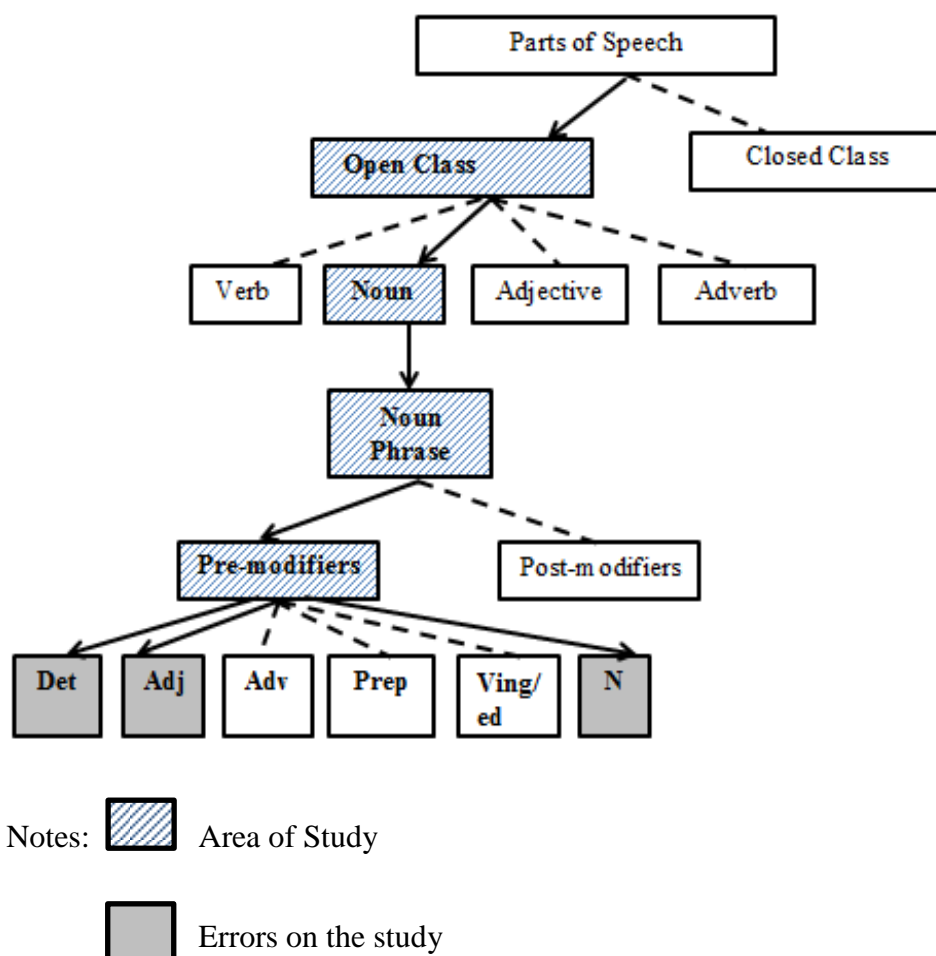 Parts of Speech
Open Class
Closed Class
Verb
Noun
Adjective
Adverb
Noun
Phrase
Pre-modifiers
Post-modifiers
Det
Adj
Adv
Prep
Ving/
ed
N
Notes:
Area of Study
Errors on the study